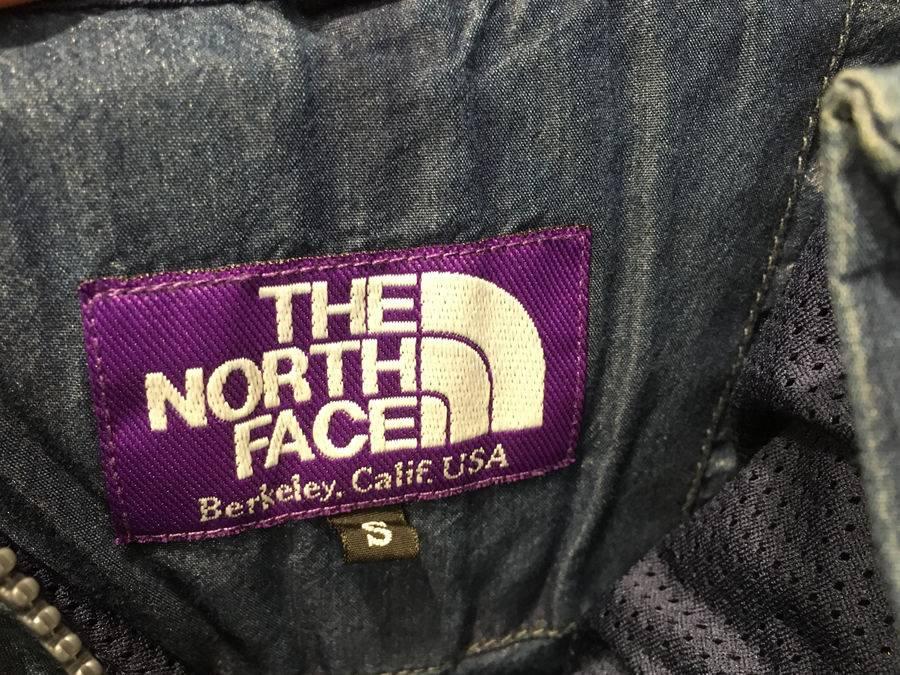 THE
NORTH
FACE
Berkeley, Calif. USA
S